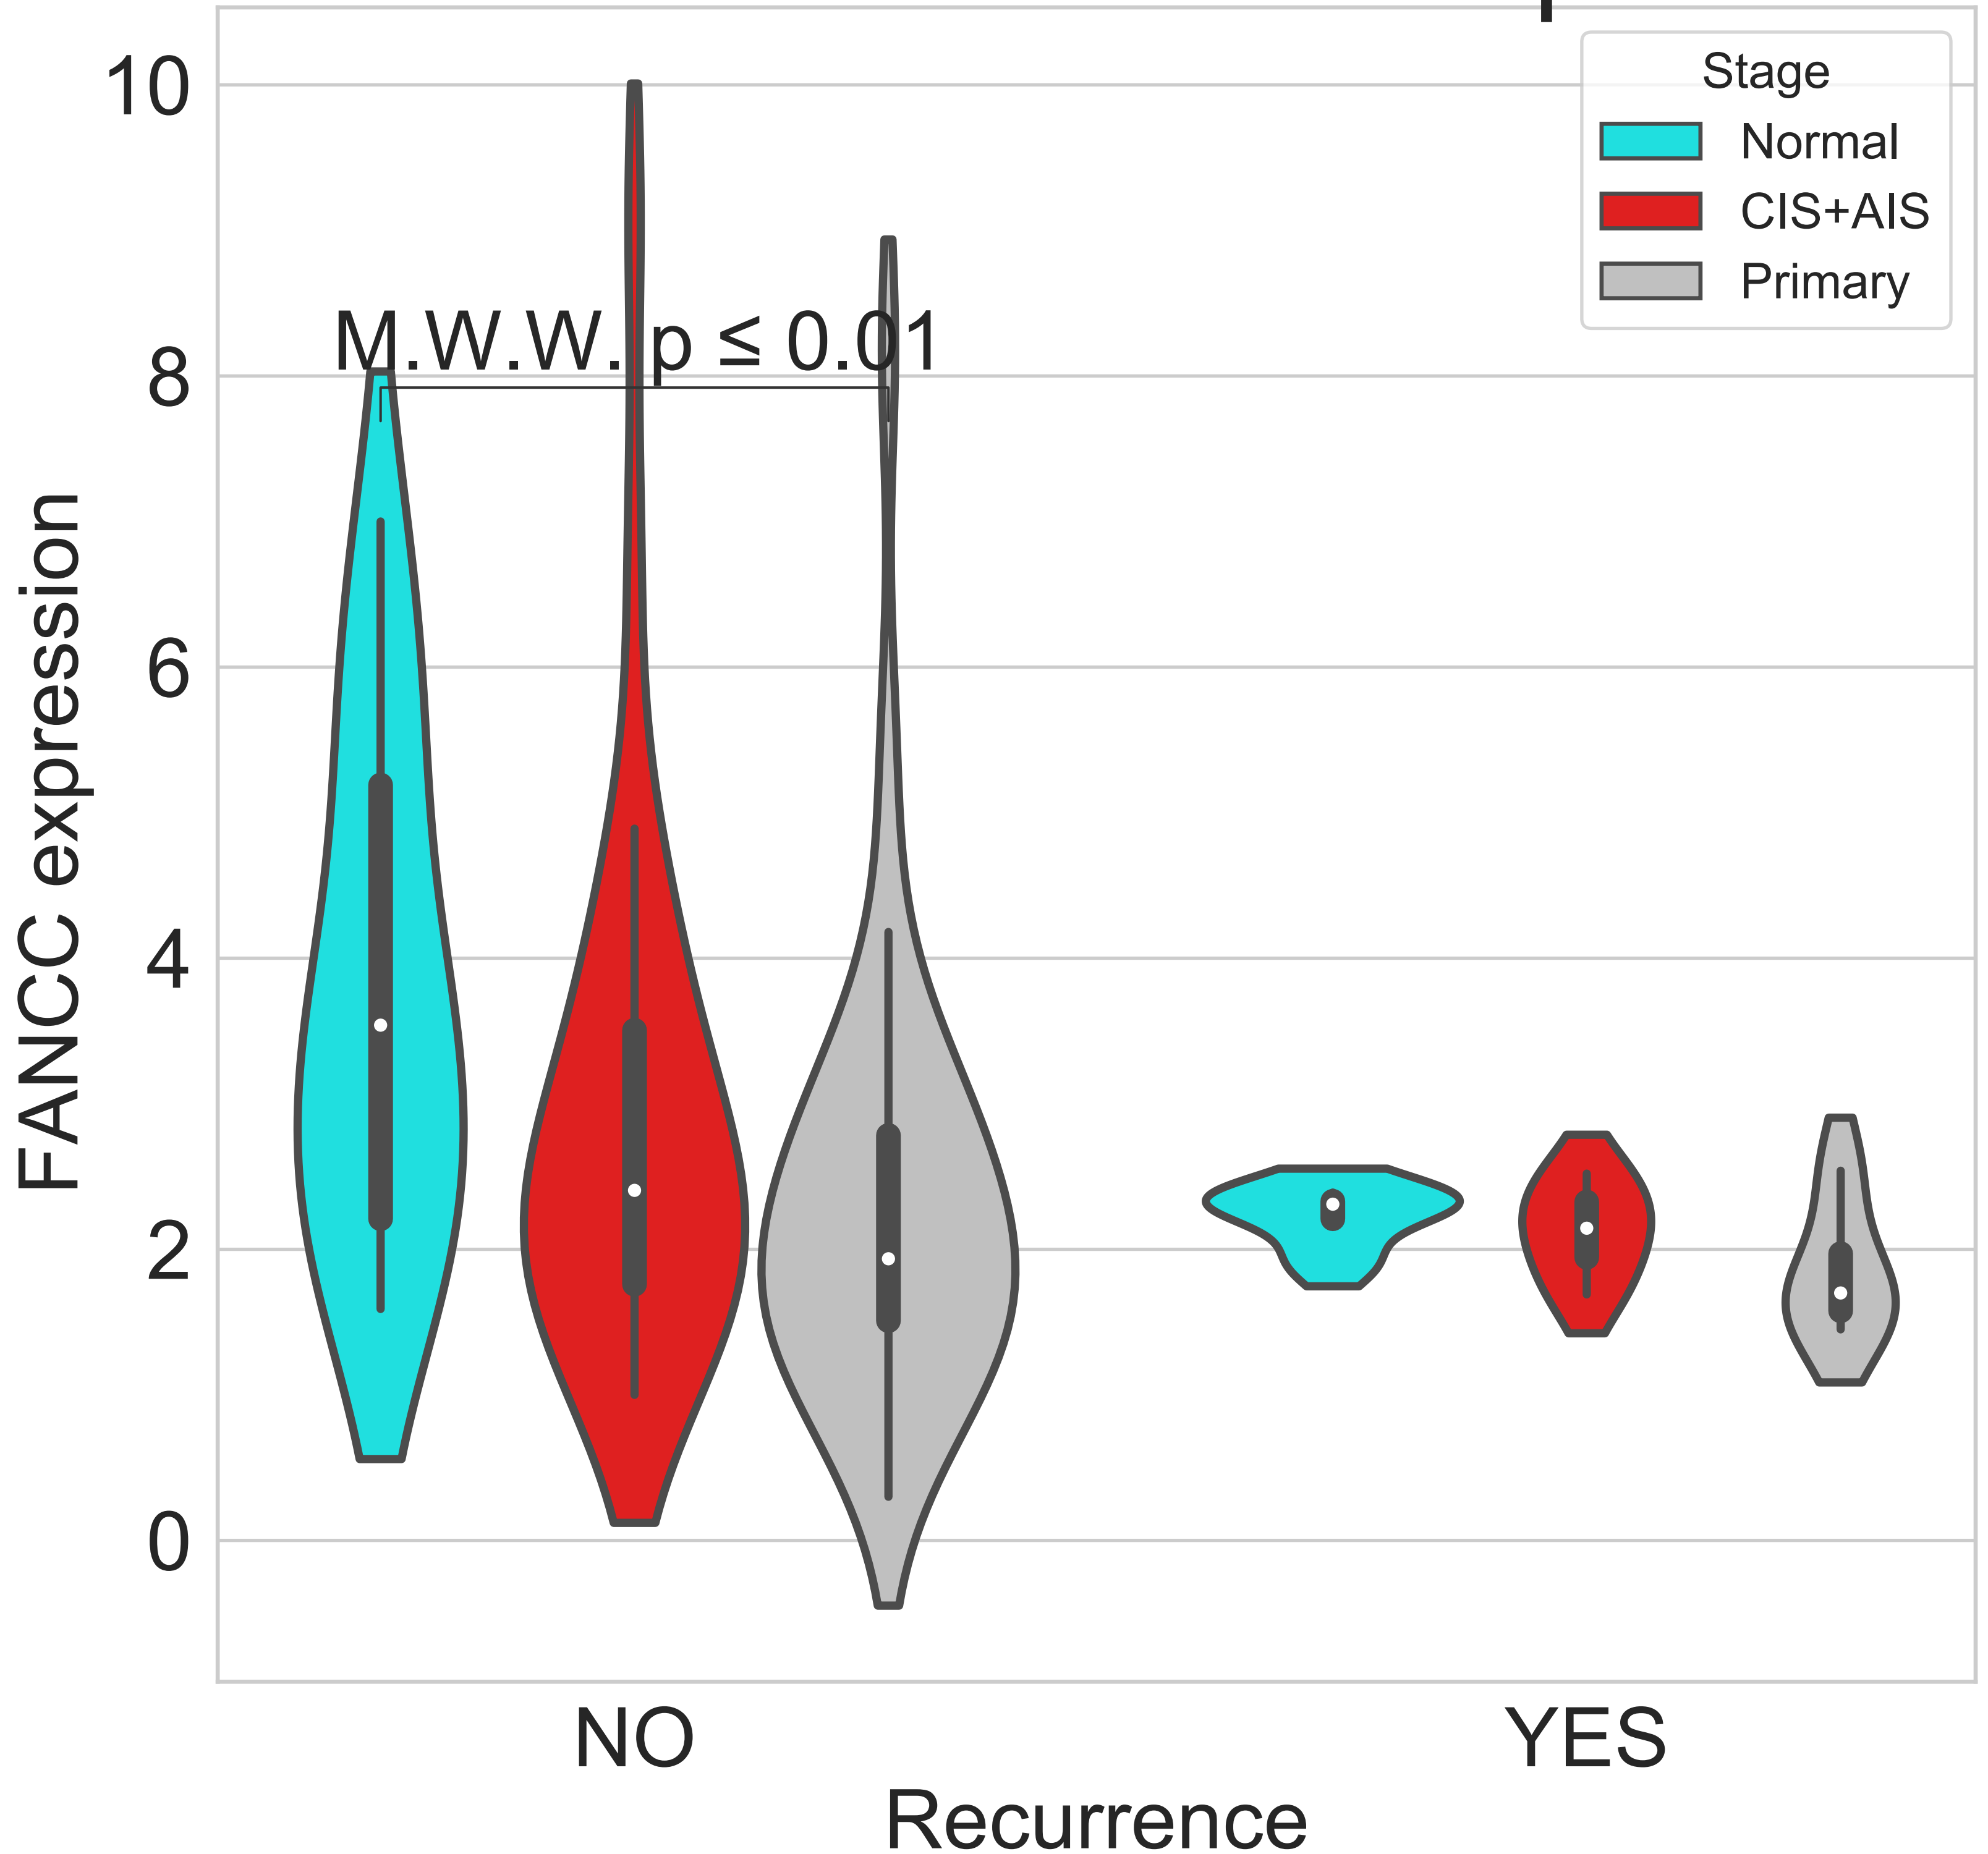 10
8
6
4
2
0
FANCC expression
M.W.W. p ≤ 0.01
Stage
Normal
CIS+AIS
Primary
NO
YES
Recurrence